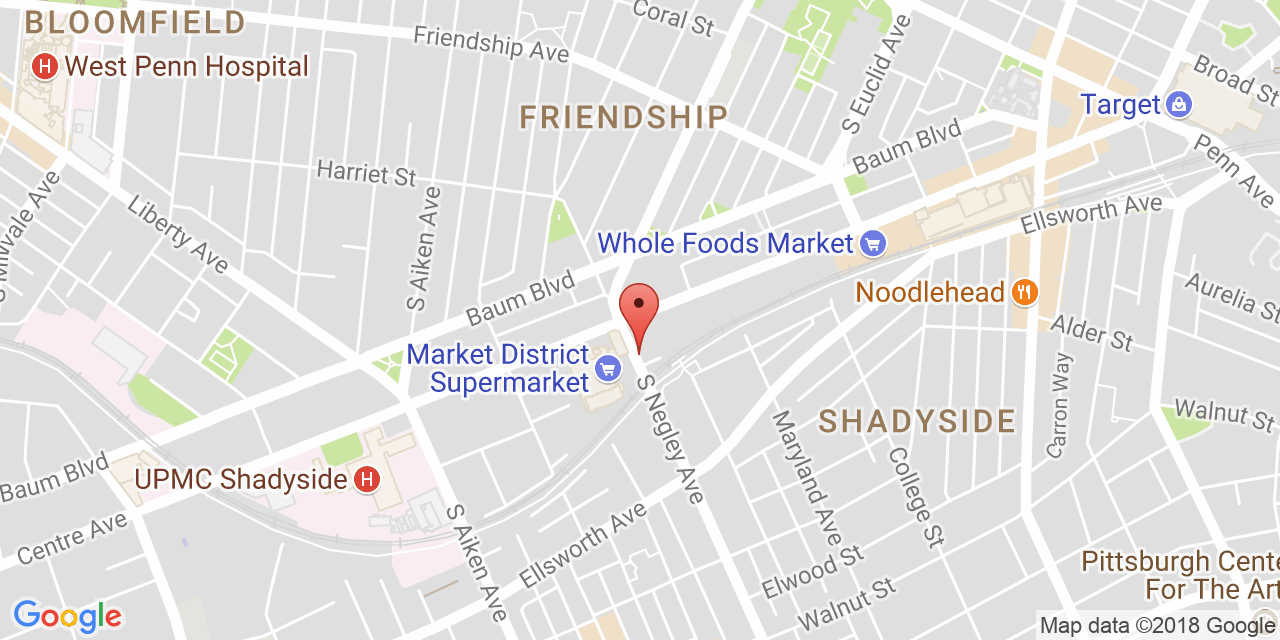 BLOOMFIELD
Coral St
Friendship Ave
S Euclid Ave
West Penn Hospital
Broad St
Target
FRIENDSHIP
Baum Blvd
Penn Ave
Harriet St
S Millvale Ave
Liberty Ave
S Aiken Ave
Ellsworth Ave
Whole Foods Market
Baum Blvd
Noodlehead
Aurelia St
Alder St
Market District
Supermarket
S Negley Ave
Carron Way
SHADYSIDE
Walnut St
Maryland Ave
College St
Baum Blvd
UPMC Shadyside
Centre Ave
S Aiken Ave
Ellsworth Ave
Elwood St
Walnut St
Pittsburgh Cente
For The Art
Google
Map data ©2018 Google